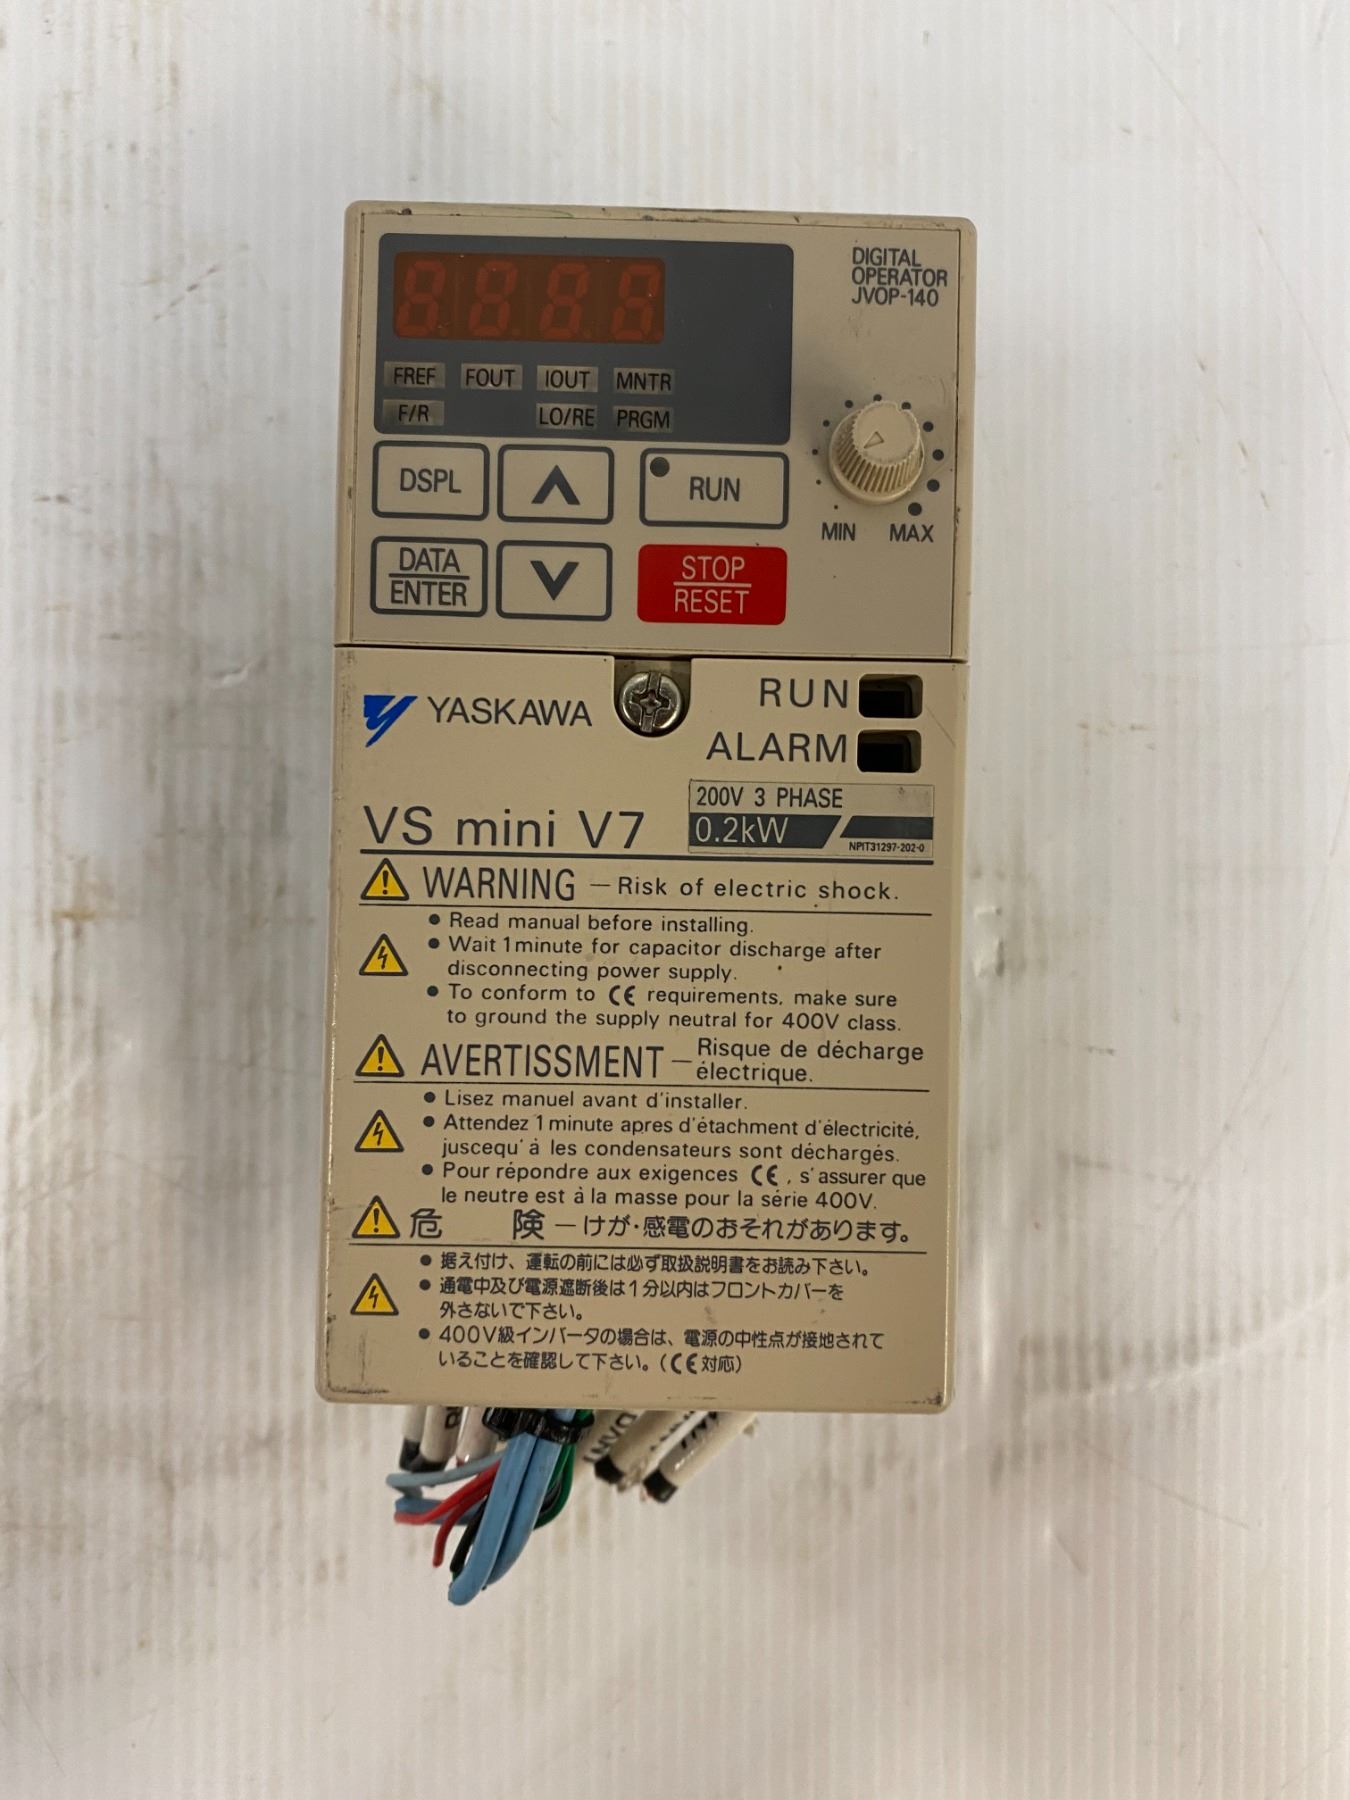 DIGITAL
OPERATOR
JVOP-140
FREF FOUT IOUT MNTR
F/R LO/RE PRGM
DSPL
RUN
MIN MAX
DATA
ENTER
STOP
RESET
YASKAWA
RUN
ALARM
VS mini V7
200V 3 PHASE
0.2kW
NPIT31297-202-0
WARNING — Risk of electric shock.
● Read manual before installing.
● Wait 1 minute for capacitor discharge after
disconnecting power supply.
● To conform to CE requirements, make sure
to ground the supply neutral for 400V class.
AVERTISSMENT — Risque de décharge
électrique.
● Lisez manuel avant d'installer.
● Attendez 1 minute apres d'étachment d'électricité,
juscequ'à les condensateurs sont déchargés.
● Pour répondre aux exigences CE, s'assurer que
le neutre est à la masse pour la série 400V.
危 険 — けが・感電のおそれがあります。
● 据え付け、運転の前には必ず取扱説明書をお読み下さい。
● 通電中及び電源遮断後は1分以内はフロントカバーを
外さないで下さい。
● 400V級インバータの場合は、電源の中性点が接地されて
いることを確認して下さい。(CE対応)